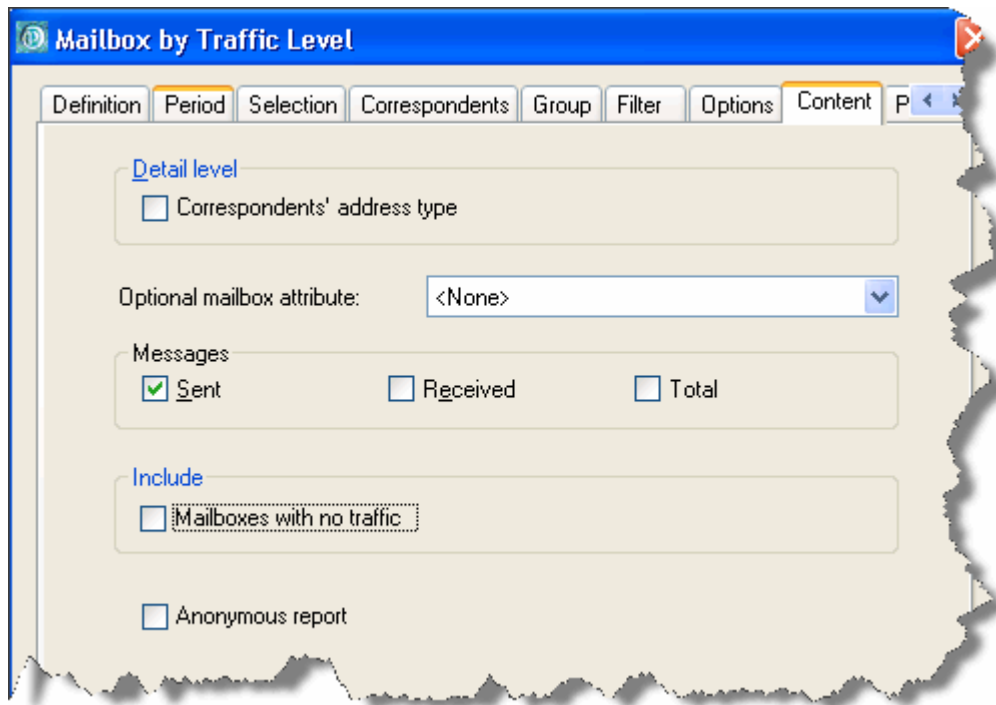 Mailbox by Traffic Level
Definition Period Selection Correspondents Group Filter Options Content P
Detail level
Correspondents' address type
Optional mailbox attribute: <None>
Messages
Sent Received Total
Include
Mailboxes with no traffic
Anonymous report